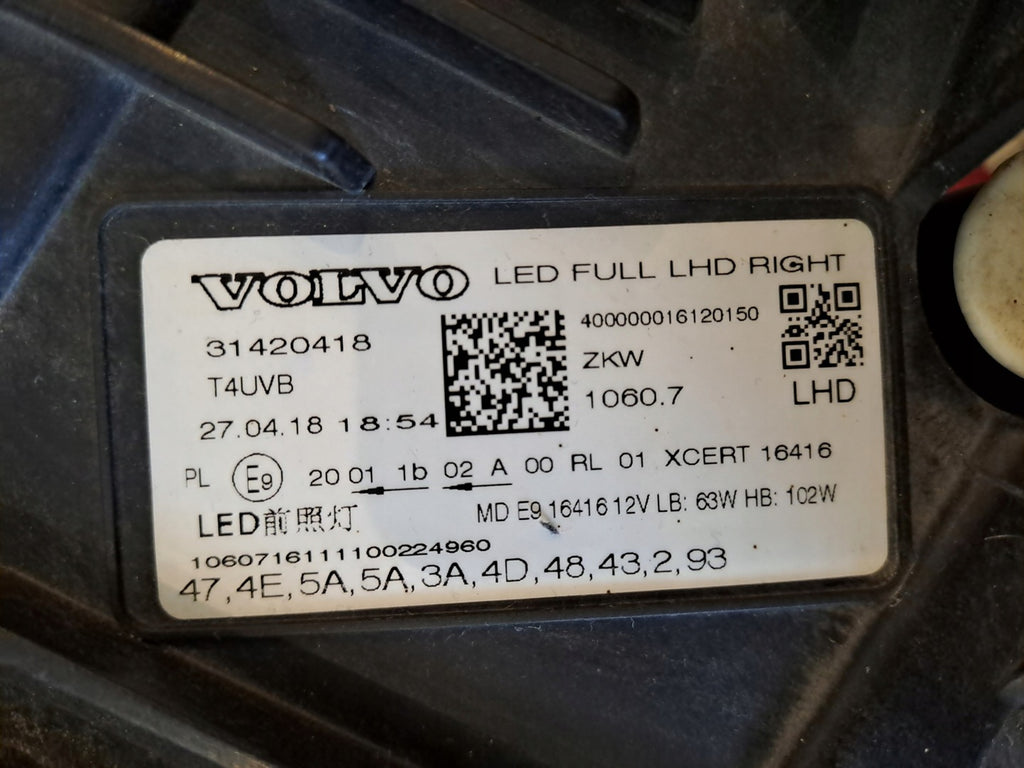 VOLVO LED FULL LHD RIGHT
31420418
400000016120150
T4UVB
ZKW
27.04.18 18:54
1060.7
LHD
PL E9 20 01 1b 02 A 00 RL 01 XCERT 16416
LED前照灯
MD E9 16416 12V LB: 63W HB: 102W
1060716111100224960
47,4E,5A,5A,3A,4D,48,43,2,93